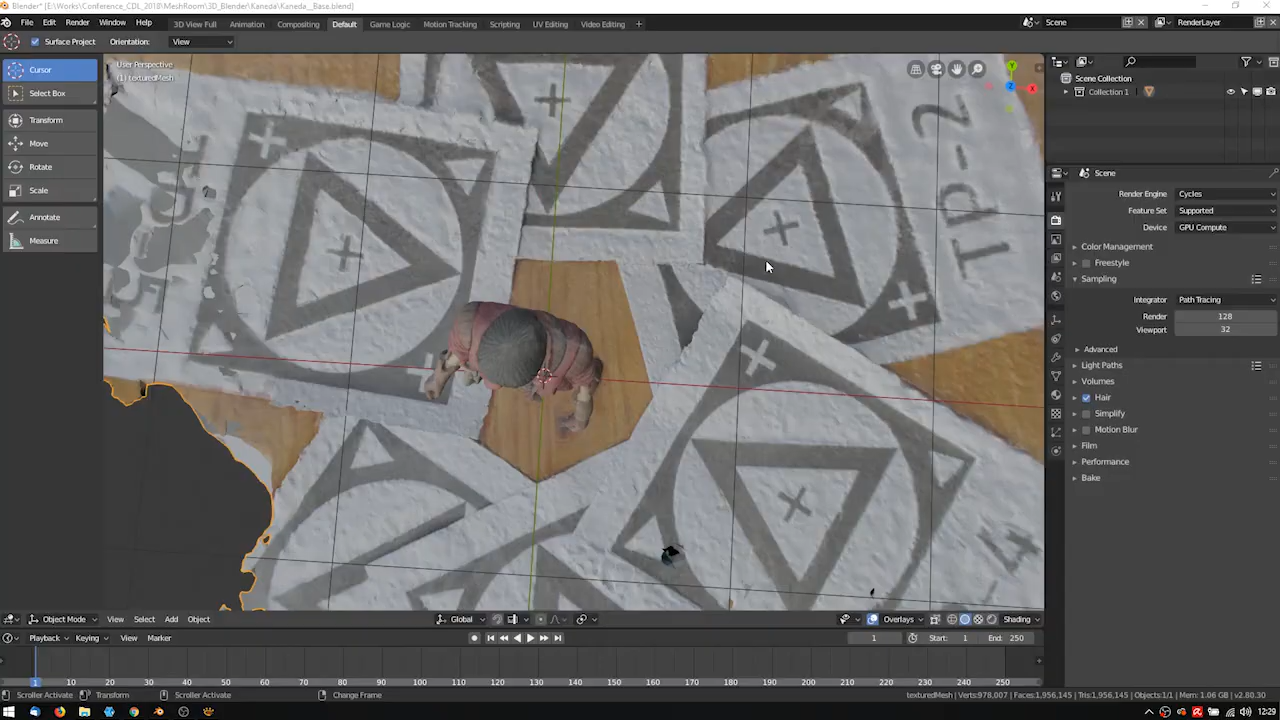 Blender* [E:\Works\Conference_CDL_2018\MeshRoom\3D_Blender\Kaneda\Kaneda__Base.blend]
File Edit Render Window Help 3D View Full Animation Compositing Default Game Logic Motion Tracking Scripting UV Editing Video Editing + Scene RenderLayer
Surface Project Orientation: View
Cursor
Select Box
Transform
Move
Rotate
Scale
Annotate
Measure
User Perspective
(1) texturedMesh
TP-2
-4
Y
Z
X
Scene Collection
Collection 1
Scene
Render Engine Cycles
Feature Set Supported
Device GPU Compute
Color Management
Freestyle
Sampling
Integrator Path Tracing
Render 128
Viewport 32
Advanced
Light Paths
Volumes
Hair
Simplify
Motion Blur
Film
Performance
Bake
Object Mode View Select Add Object Global Overlays Shading
Playback Keying View Marker 1 Start: 1 End: 250
1 10 20 30 40 50 60 70 80 90 100 110 120 130 140 150 160 170 180 190 200 210 220 230 240 250
Scroller Activate Transform Scroller Activate Change Frame texturedMesh | Verts:978,007 | Faces:1,956,145 | Tris:1,956,145 | Objects:1/1 | Mem: 1.06 GB | v2.80.30
12:29